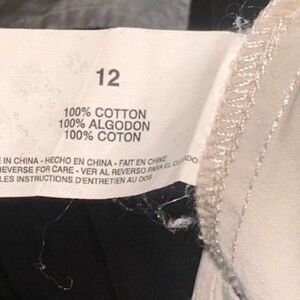 12
100% COTTON
100% ALGODON
100% COTON
IN CHINA - HECHO EN CHINA - FAIT EN CHINE
REVERSE FOR CARE - VER AL REVERSO PARA EL CUIDADO
LES INSTRUCTIONS D'ENTRETIEN AU DOS